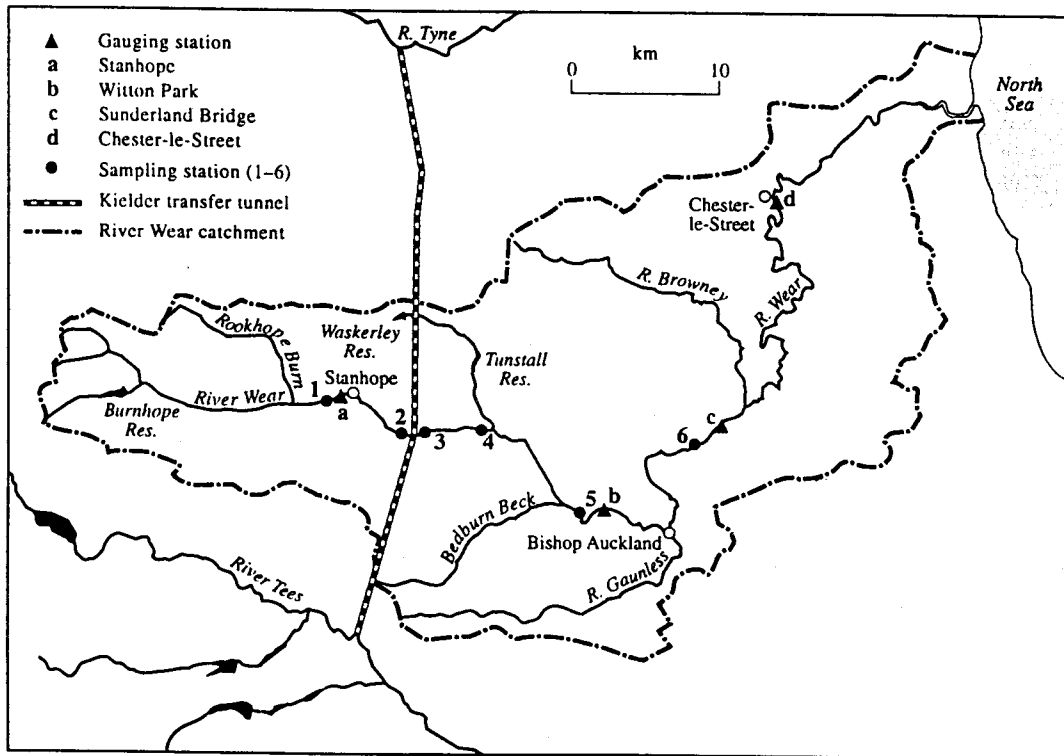 Gauging station
a Stanhope
b Witton Park
c Sunderland Bridge
d Chester-le-Street
Sampling station (1–6)
Kielder transfer tunnel
River Wear catchment
R. Tyne
km
0 10
North
Sea
Chester-
le-Street
d
R. Browney
R. Wear
Rookhope Burn
Waskerley
Res.
Stanhope
Tunstall
Res.
1
a
River Wear
Burnhope
Res.
2
3
4
c
6
5 b
Bedburn Beck
Bishop Auckland
R. Gaunless
River Tees